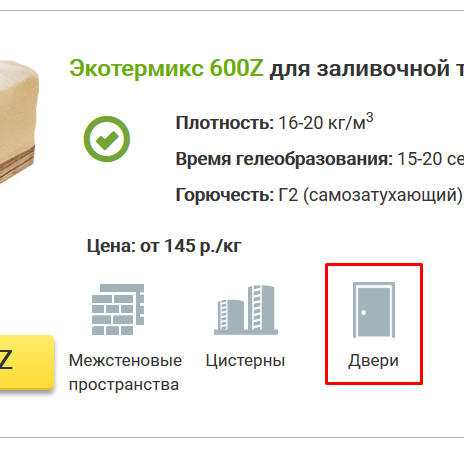 Экотермикс 600Z для заливочной т
Плотность: 16-20 кг/м³
Время гелеобразования: 15-20 се
Горючесть: Г2 (самозатухающий)
Цена: от 145 р./кг
Z
Межстеновые пространства
Цистерны
Двери